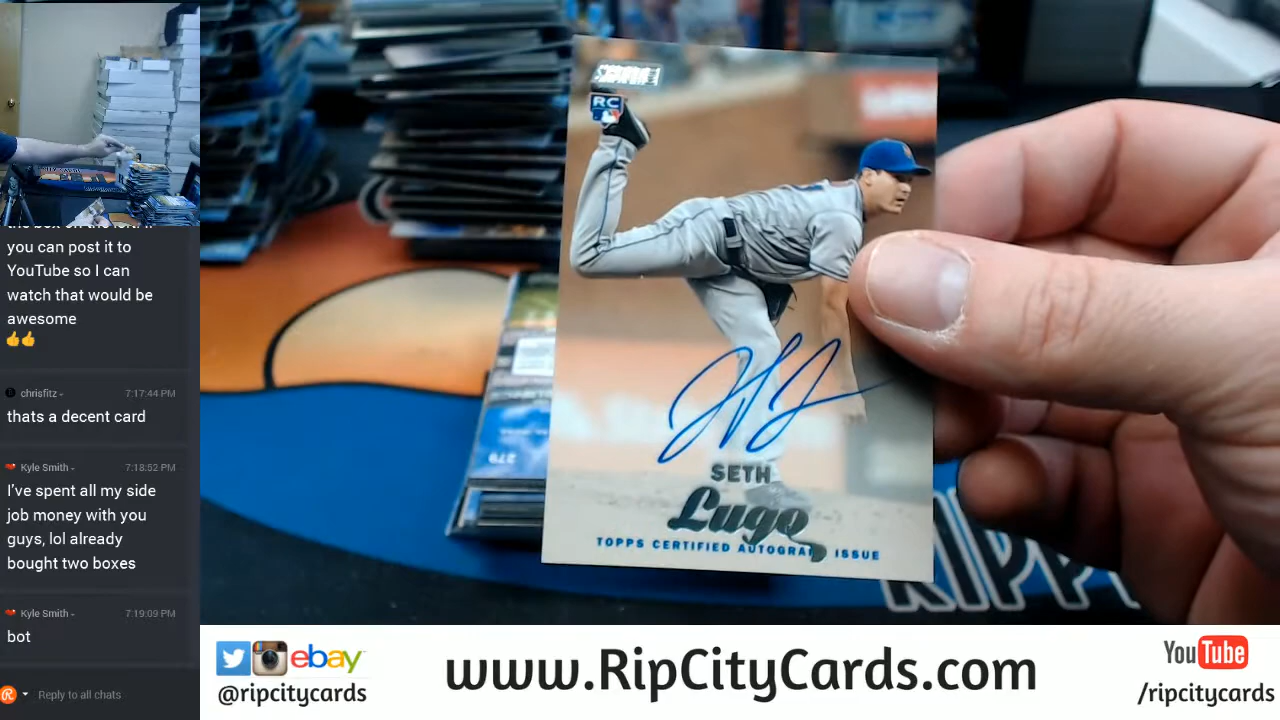 you can post it to
YouTube so I can
watch that would be
awesome
👍👍
chrisfitz
7:17:44 PM
thats a decent card
Kyle Smith
7:18:52 PM
I've spent all my side
job money with you
guys, lol already
bought two boxes
Kyle Smith
7:19:09 PM
bot
Reply to all chats
RC
SETH
Lugo
TOPPS CERTIFIED AUTOGRAPH ISSUE
279
RIPP
ebay
@ripcitycards
www.RipCityCards.com
YouTube
/ripcitycards